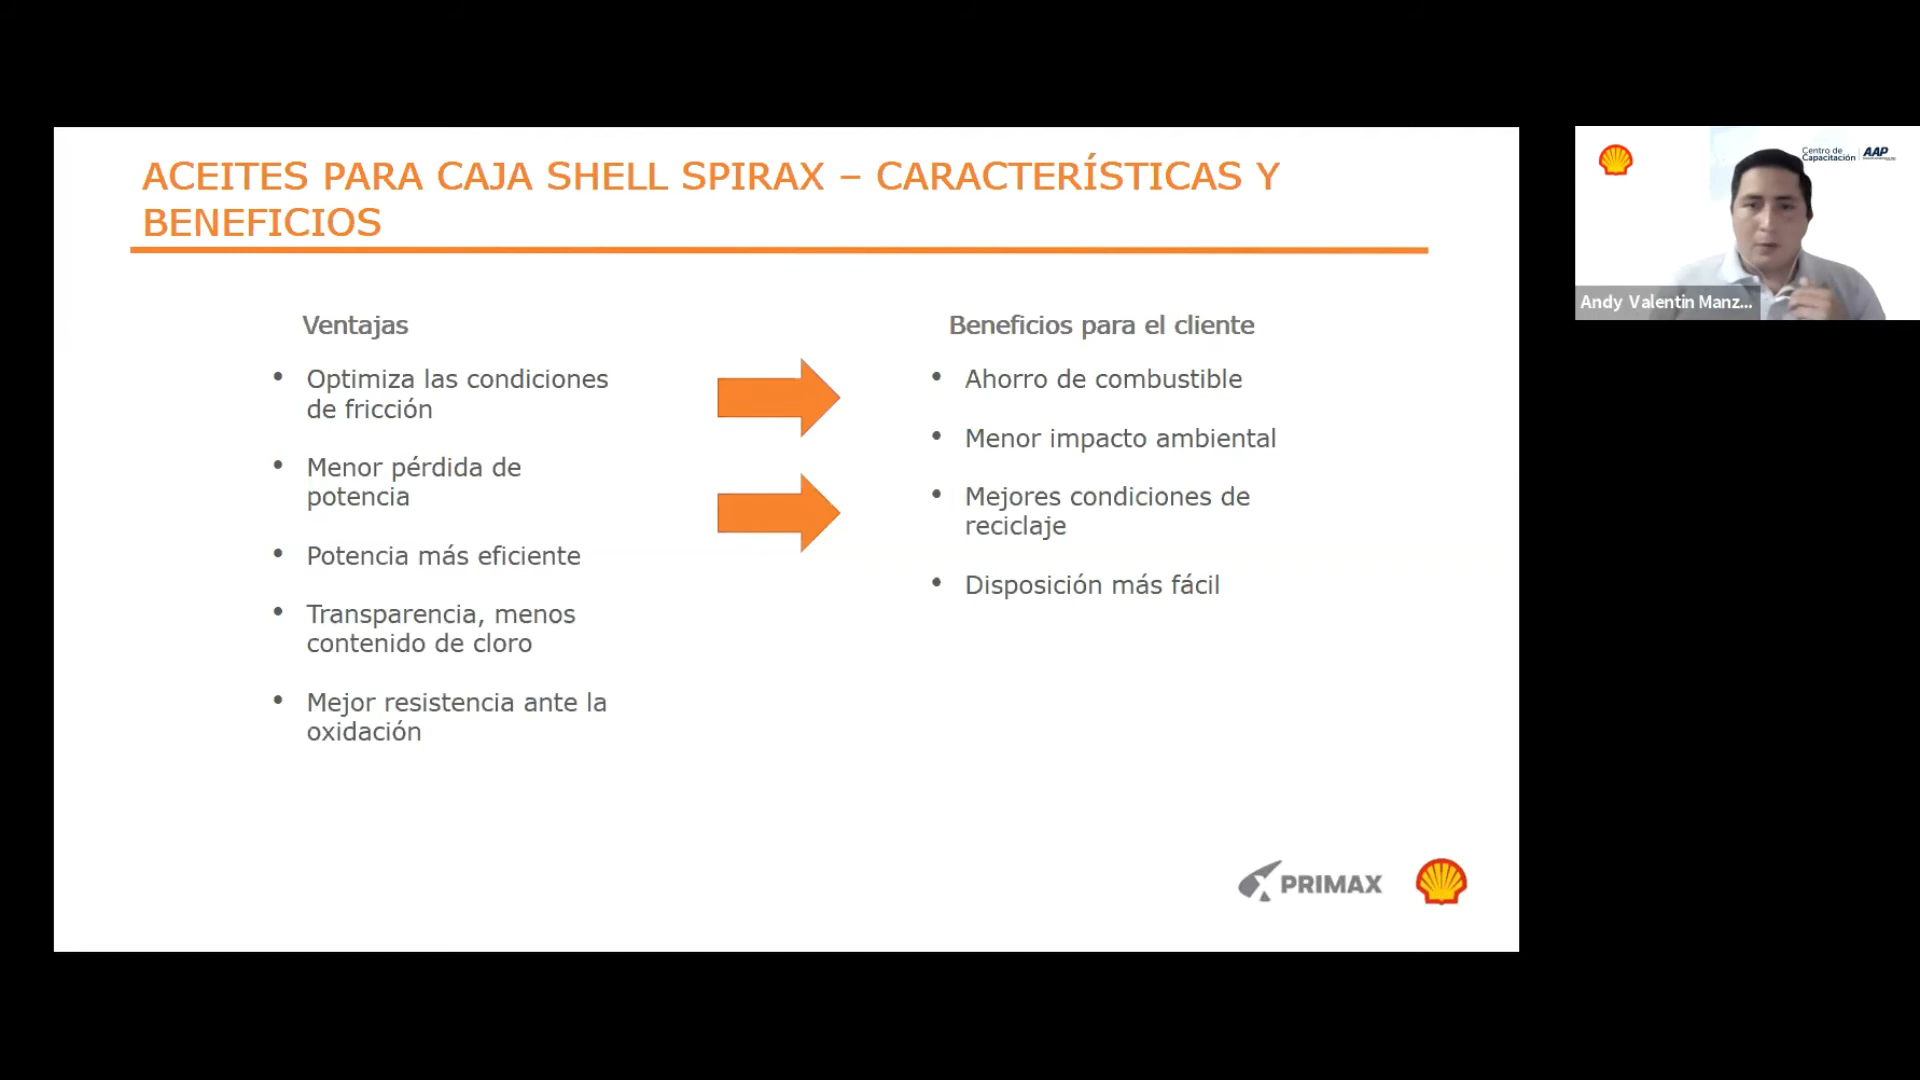 ACEITES PARA CAJA SHELL SPIRAX – CARACTERÍSTICAS Y
BENEFICIOS
Ventajas
• Optimiza las condiciones
de fricción
• Menor pérdida de
potencia
• Potencia más eficiente
• Transparencia, menos
contenido de cloro
• Mejor resistencia ante la
oxidación
Beneficios para el cliente
• Ahorro de combustible
• Menor impacto ambiental
• Mejores condiciones de
reciclaje
• Disposición más fácil
PRIMAX
Centro de
Capacitación
AAP
Andy Valentin Manz...